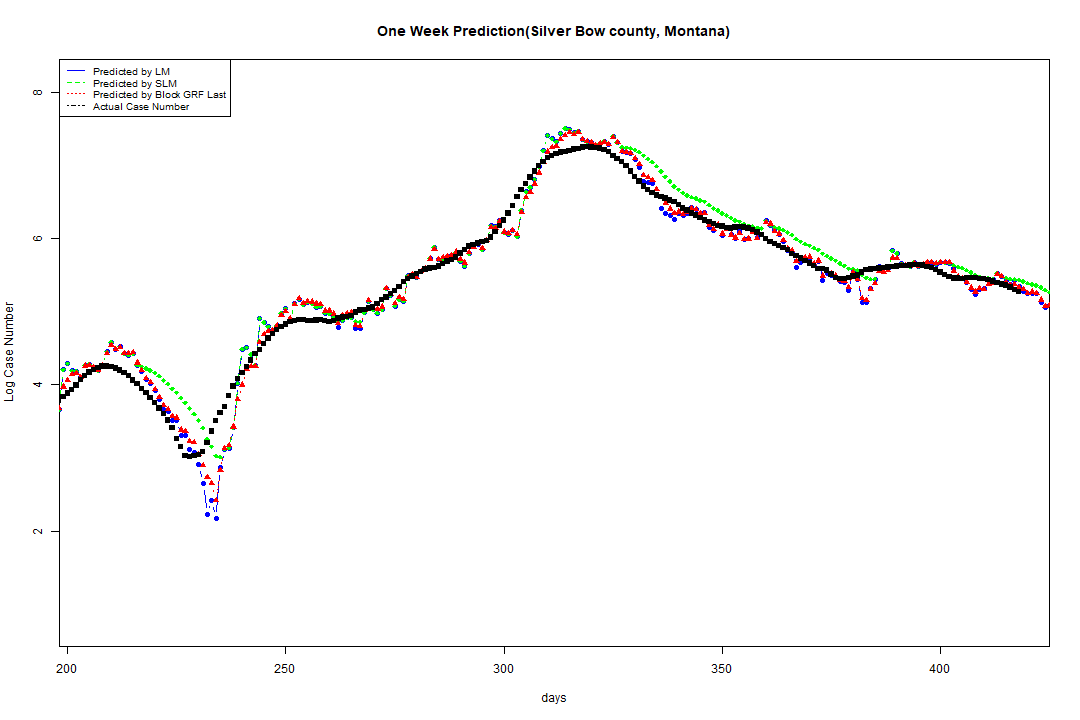 One Week Prediction(Silver Bow county, Montana)
Predicted by LM
Predicted by SLM
Predicted by Block GRF Last
Actual Case Number
8
6
4
2
Log Case Number
200 250 300 350 400
days